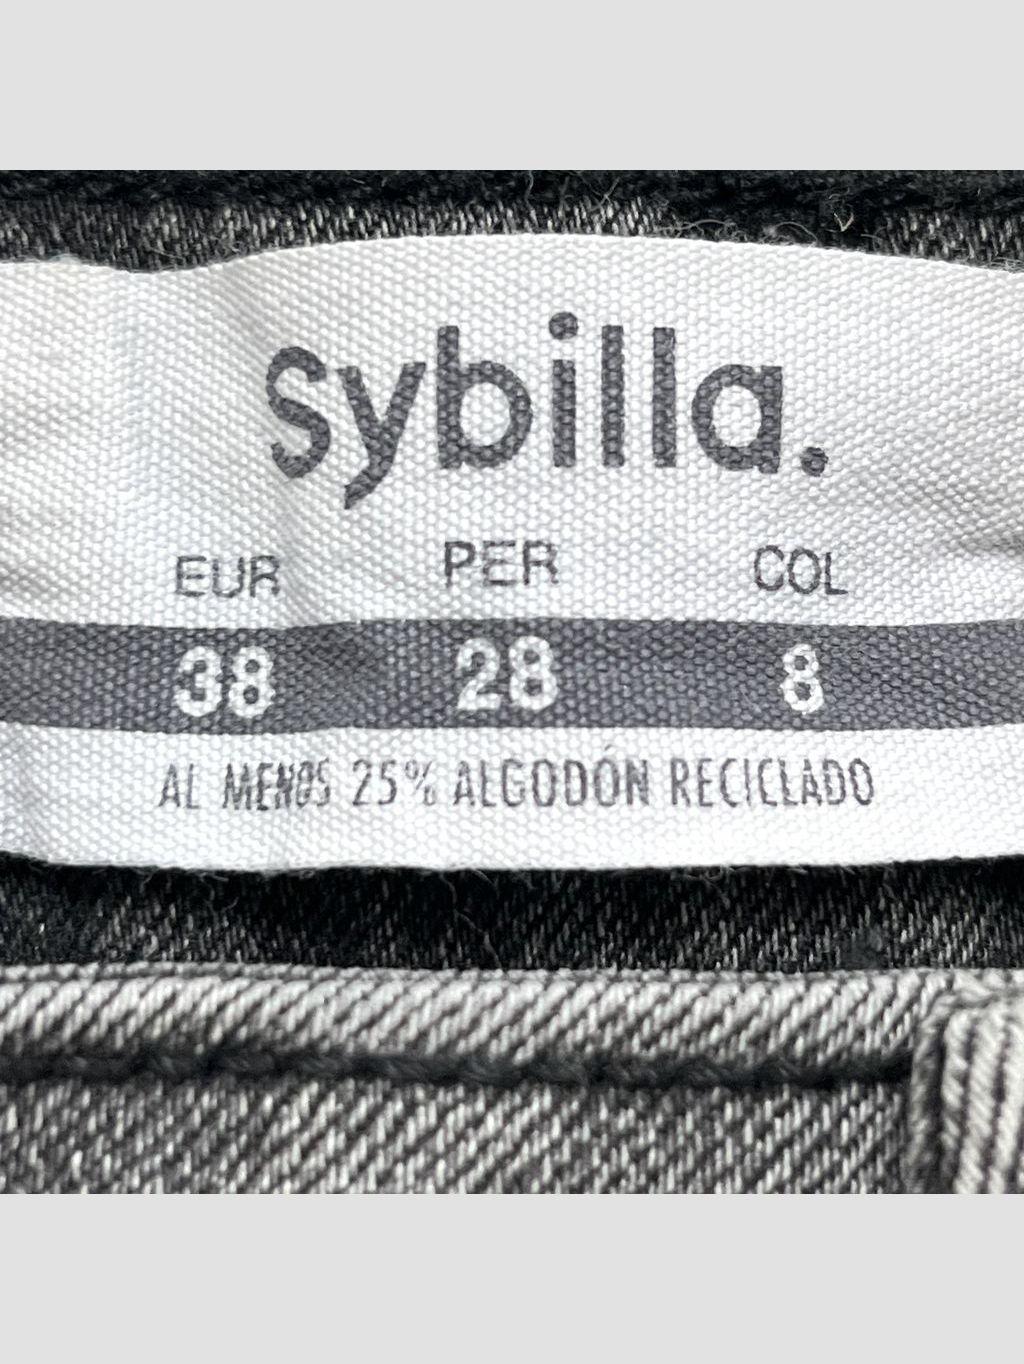 sybilla.
EUR PER COL
38 28 8
AL MENOS 25% ALGODÓN RECICLADO